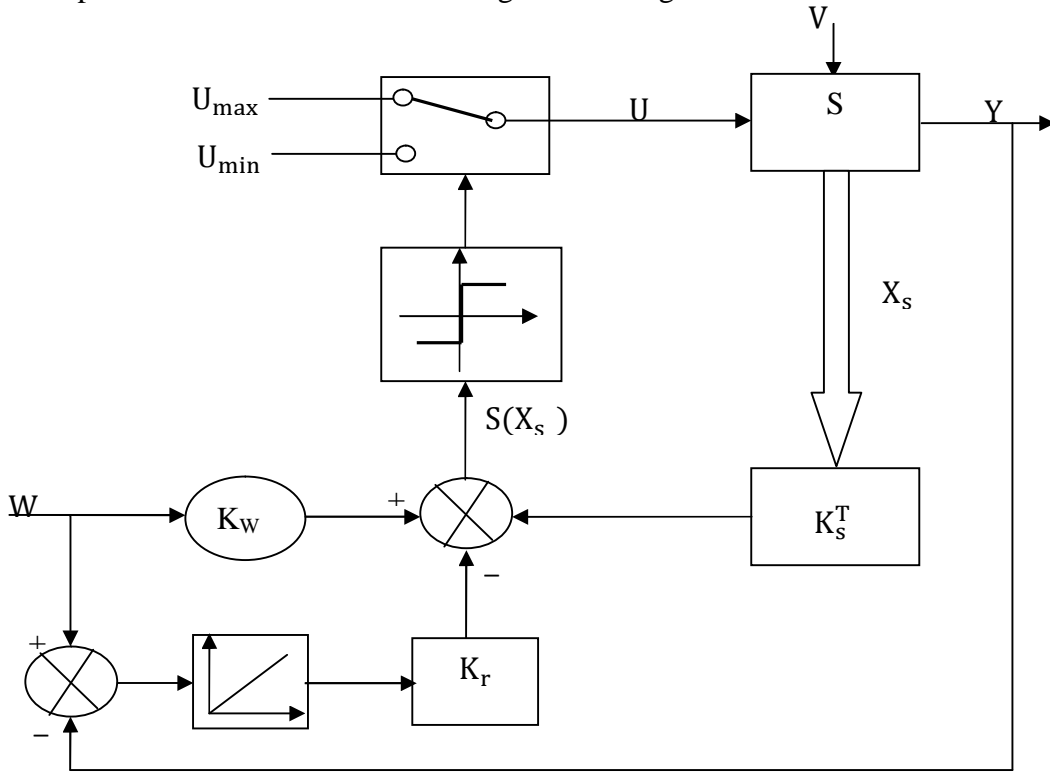 V
U_max
U
S
Y
U_min
X_s
S(X_s )
W
K_W
+
K_s^T
−
+
K_r
−